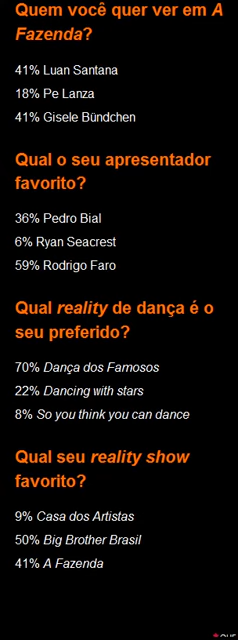 Quem você quer ver em A
Fazenda?
41% Luan Santana
18% Pe Lanza
41% Gisele Bündchen
Qual o seu apresentador
favorito?
36% Pedro Bial
6% Ryan Seacrest
59% Rodrigo Faro
Qual reality de dança é o
seu preferido?
70% Dança dos Famosos
22% Dancing with stars
8% So you think you can dance
Qual seu reality show
favorito?
9% Casa dos Artistas
50% Big Brother Brasil
41% A Fazenda